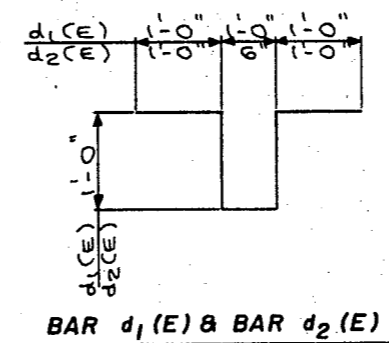 d1(E) 1'-0" 1'-0" 1'-0"
d2(E) 1'-0" 6" 1'-0"
1'-0"
d1(E)
d2(E)
BAR d1(E) & BAR d2(E)